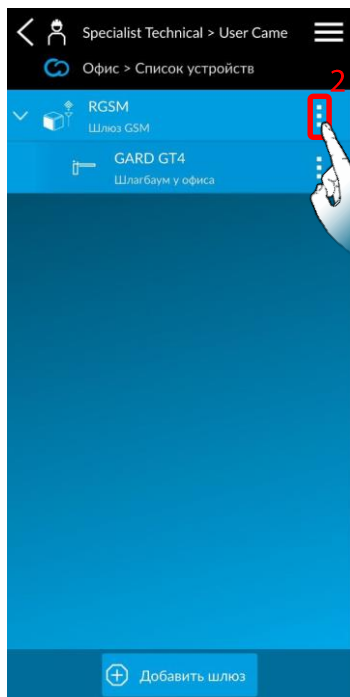 Specialist Technical > User Came
Офис > Список устройств
2
RGSM
Шлюз GSM
GARD GT4
Шлагбаум у офиса
Добавить шлюз